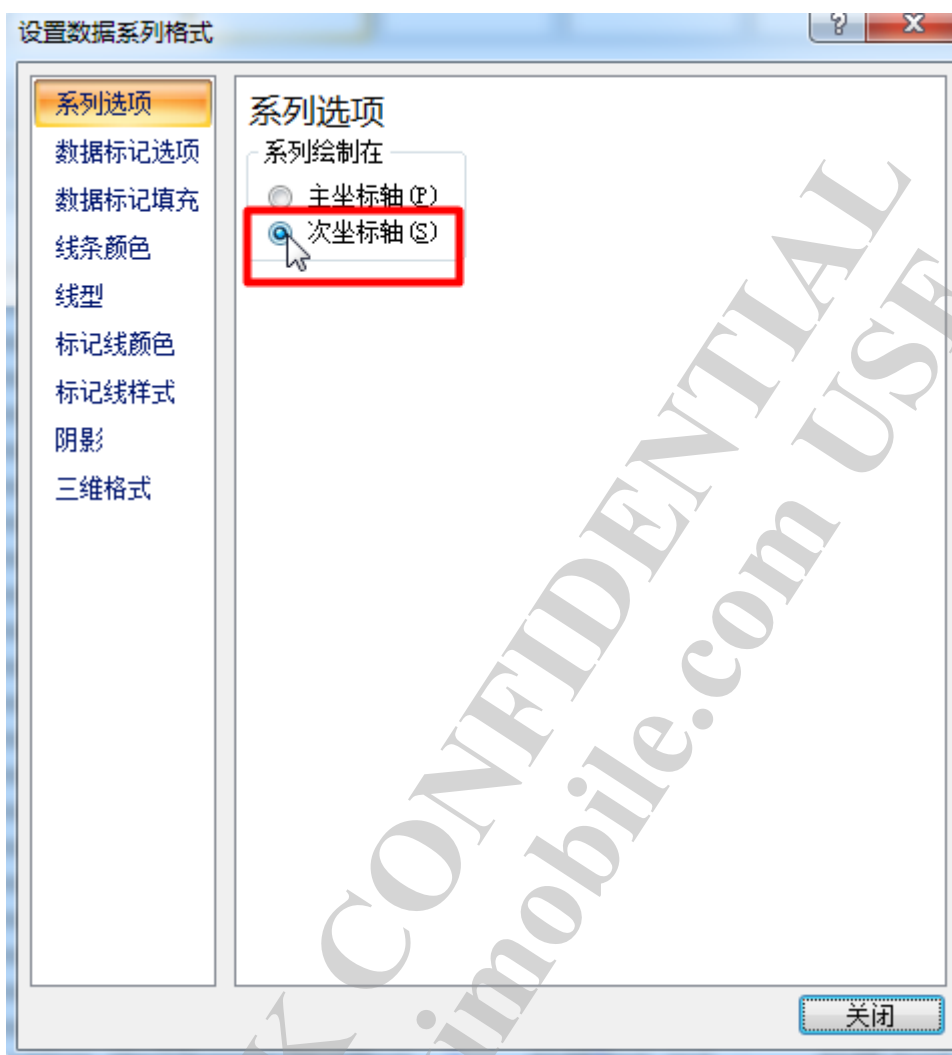 设置数据系列格式
?
X
系列选项
数据标记选项
数据标记填充
线条颜色
线型
标记线颜色
标记线样式
阴影
三维格式
系列选项
系列绘制在
主坐标轴(P)
次坐标轴(S)
关闭
K CONFIDENTIAL
imobile.com USE